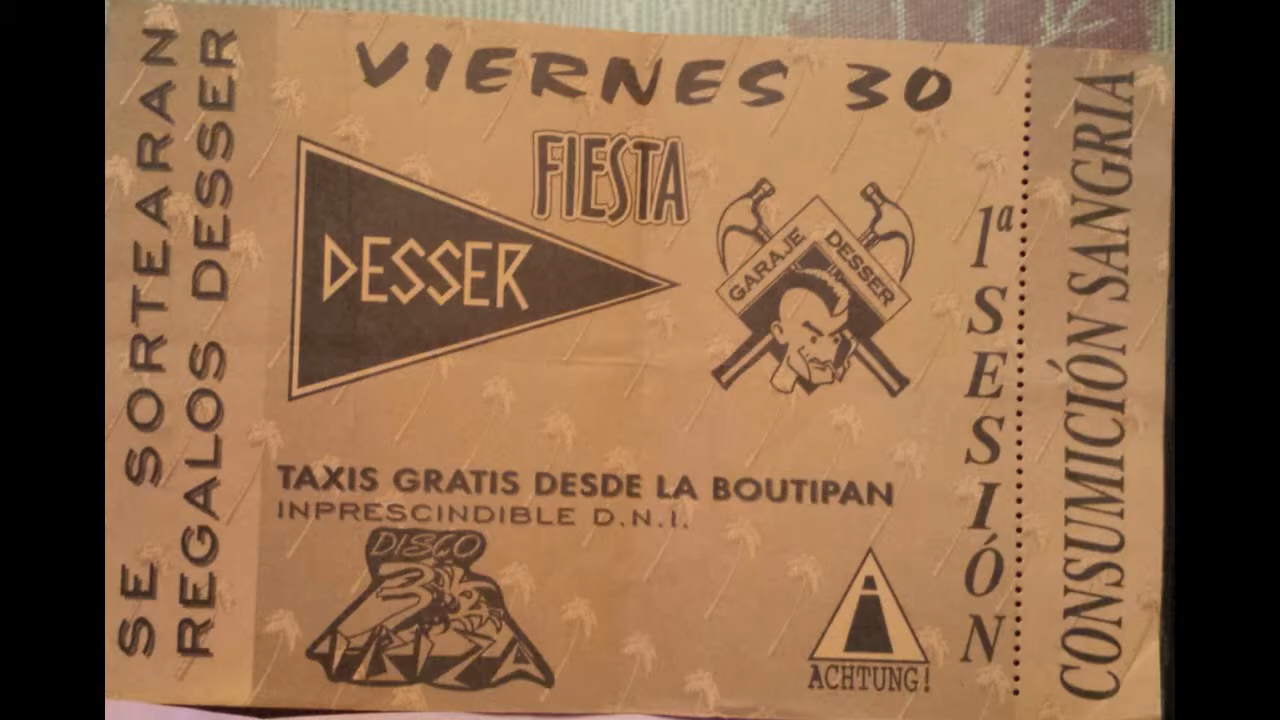 SE SORTEARAN
REGALOS DESSER
VIERNES 30
FIESTA
DESSER
GARAJE DESSER
1ª SESIÓN
TAXIS GRATIS DESDE LA BOUTIPAN
INPRESCINDIBLE D.N.I.
DISCO
ACHTUNG!
CONSUMICIÓN SANGRIA